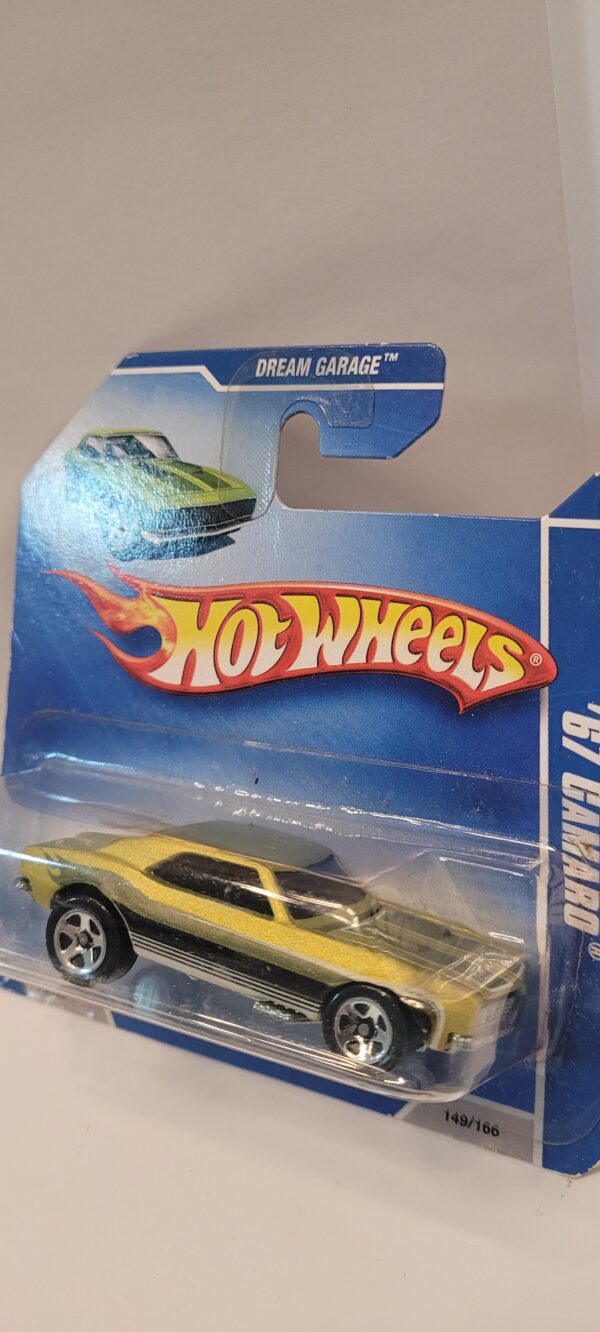 DREAM GARAGE™
HOT WHEELS®
'67 CAMARO®
149/166